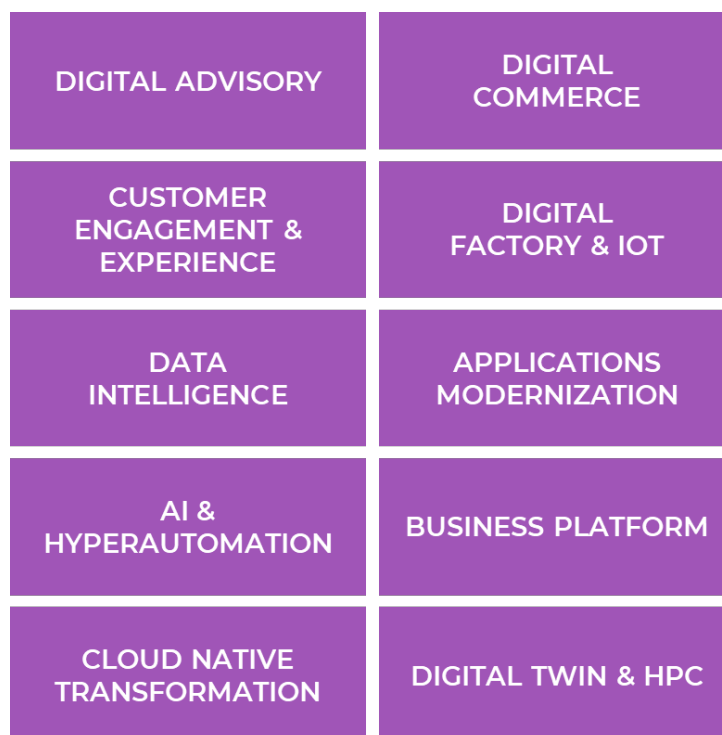 DIGITAL ADVISORY
DIGITAL
COMMERCE
CUSTOMER
ENGAGEMENT &
EXPERIENCE
DIGITAL
FACTORY & IOT
DATA
INTELLIGENCE
APPLICATIONS
MODERNIZATION
AI &
HYPERAUTOMATION
BUSINESS PLATFORM
CLOUD NATIVE
TRANSFORMATION
DIGITAL TWIN & HPC